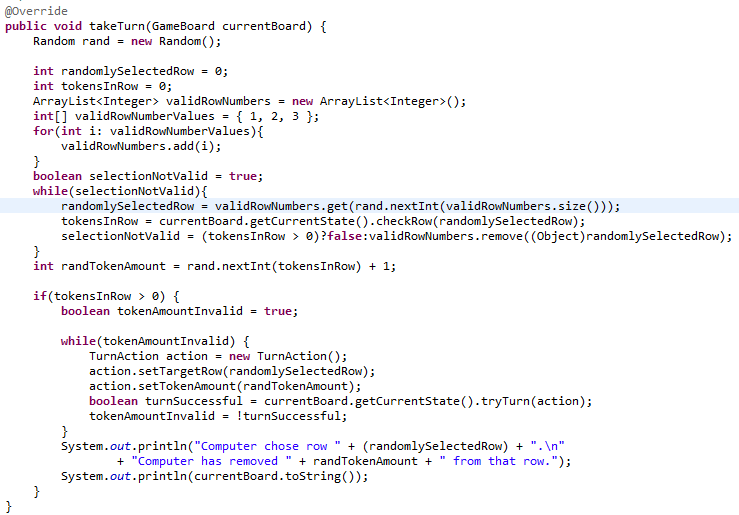 @Override
public void takeTurn(GameBoard currentBoard) {
    Random rand = new Random();

    int randomlySelectedRow = 0;
    int tokensInRow = 0;
    ArrayList<Integer> validRowNumbers = new ArrayList<Integer>();
    int[] validRowNumberValues = { 1, 2, 3 };
    for(int i: validRowNumberValues){
        validRowNumbers.add(i);
    }
    boolean selectionNotValid = true;
    while(selectionNotValid){
        randomlySelectedRow = validRowNumbers.get(rand.nextInt(validRowNumbers.size()));
        tokensInRow = currentBoard.getCurrentState().checkRow(randomlySelectedRow);
        selectionNotValid = (tokensInRow > 0)?false:validRowNumbers.remove((Object)randomlySelectedRow);
    }
    int randTokenAmount = rand.nextInt(tokensInRow) + 1;

    if(tokensInRow > 0) {
        boolean tokenAmountInvalid = true;

        while(tokenAmountInvalid) {
            TurnAction action = new TurnAction();
            action.setTargetRow(randomlySelectedRow);
            action.setTokenAmount(randTokenAmount);
            boolean turnSuccessful = currentBoard.getCurrentState().tryTurn(action);
            tokenAmountInvalid = !turnSuccessful;
        }
        System.out.println("Computer chose row " + (randomlySelectedRow) + ".\n"
                + "Computer has removed " + randTokenAmount + " from that row.");
        System.out.println(currentBoard.toString());
    }
}